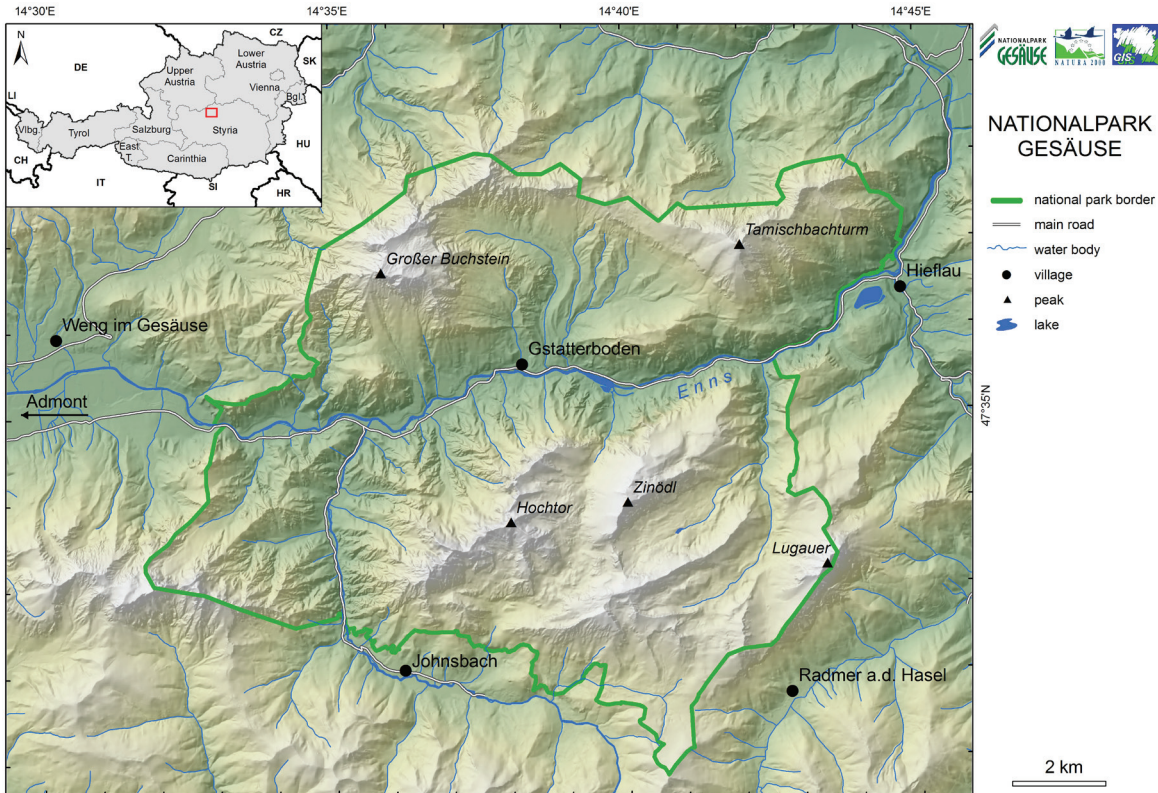 14°30'E
14°35'E
14°40'E
14°45'E
N
CZ
DE
Lower
Austria
SK
Upper
Austria
Vienna
Bgl.
LI
Vlbg.
Tyrol
Salzburg
Styria
East
T.
Carinthia
HU
CH
IT
SI
HR
Großer Buchstein
Tamischbachturm
Hieflau
Weng im Gesäuse
Gstatterboden
Enns
Admont
47°35'N
Zinödl
Hochtor
Lugauer
Johnsbach
Radmer a.d. Hasel
NATIONALPARK
GESÄUSE
NATURA 2000
GIS
NATIONALPARK
GESÄUSE
national park border
main road
water body
village
peak
lake
2 km